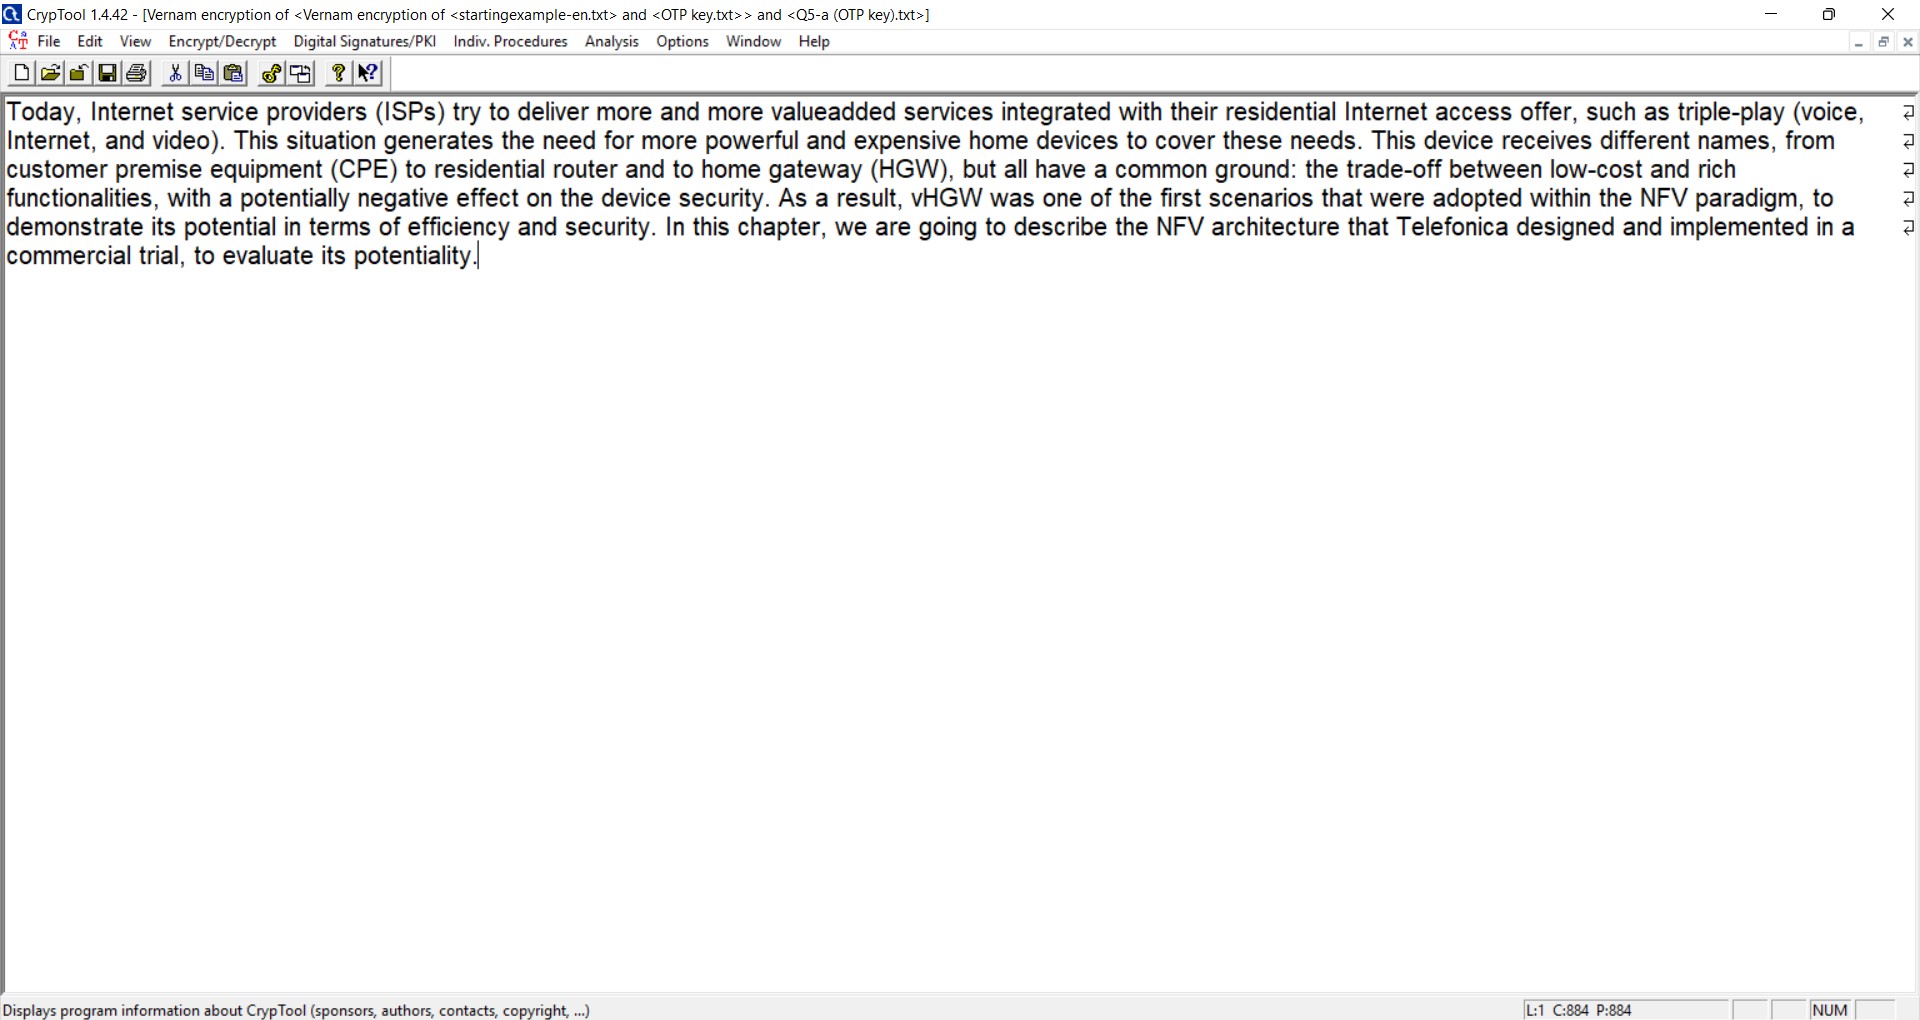 CrypTool 1.4.42 - [Vernam encryption of <Vernam encryption of <startingexample-en.txt> and <OTP key.txt>> and <Q5-a (OTP key).txt>]
File Edit View Encrypt/Decrypt Digital Signatures/PKI Indiv. Procedures Analysis Options Window Help
Today, Internet service providers (ISPs) try to deliver more and more valueadded services integrated with their residential Internet access offer, such as triple-play (voice,
Internet, and video). This situation generates the need for more powerful and expensive home devices to cover these needs. This device receives different names, from
customer premise equipment (CPE) to residential router and to home gateway (HGW), but all have a common ground: the trade-off between low-cost and rich
functionalities, with a potentially negative effect on the device security. As a result, vHGW was one of the first scenarios that were adopted within the NFV paradigm, to
demonstrate its potential in terms of efficiency and security. In this chapter, we are going to describe the NFV architecture that Telefonica designed and implemented in a
commercial trial, to evaluate its potentiality.
Displays program information about CrypTool (sponsors, authors, contacts, copyright, ...) L:1 C:884 P:884 NUM